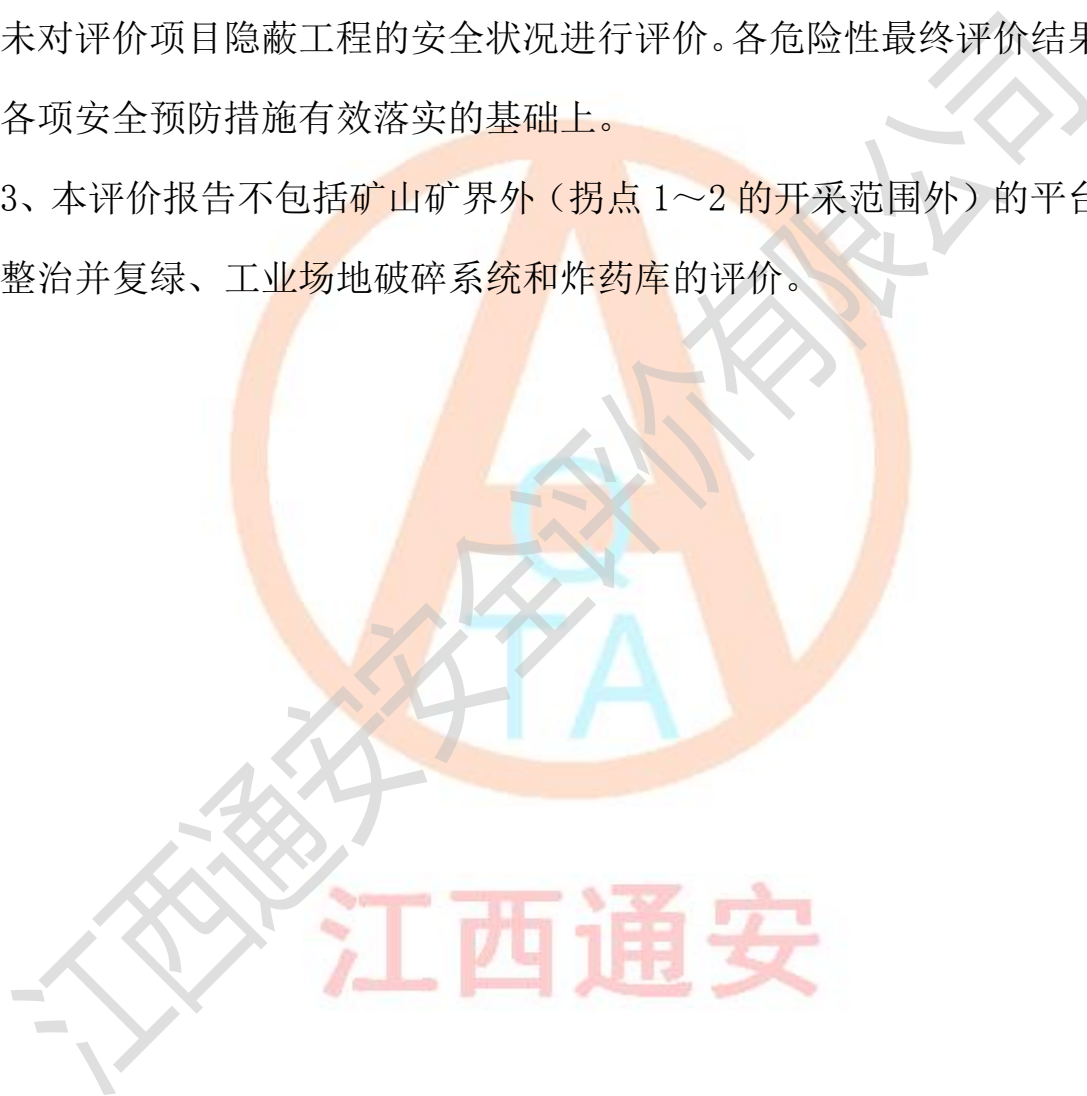 未对评价项目隐蔽工程的安全状况进行评价。各危险性最终评价结果
各项安全预防措施有效落实的基础上。
3、本评价报告不包括矿山矿界外（拐点 1～2 的开采范围外）的平台
整治并复绿、工业场地破碎系统和炸药库的评价。
A
Q
TA
江西通安安全评价有限公司
江西通安